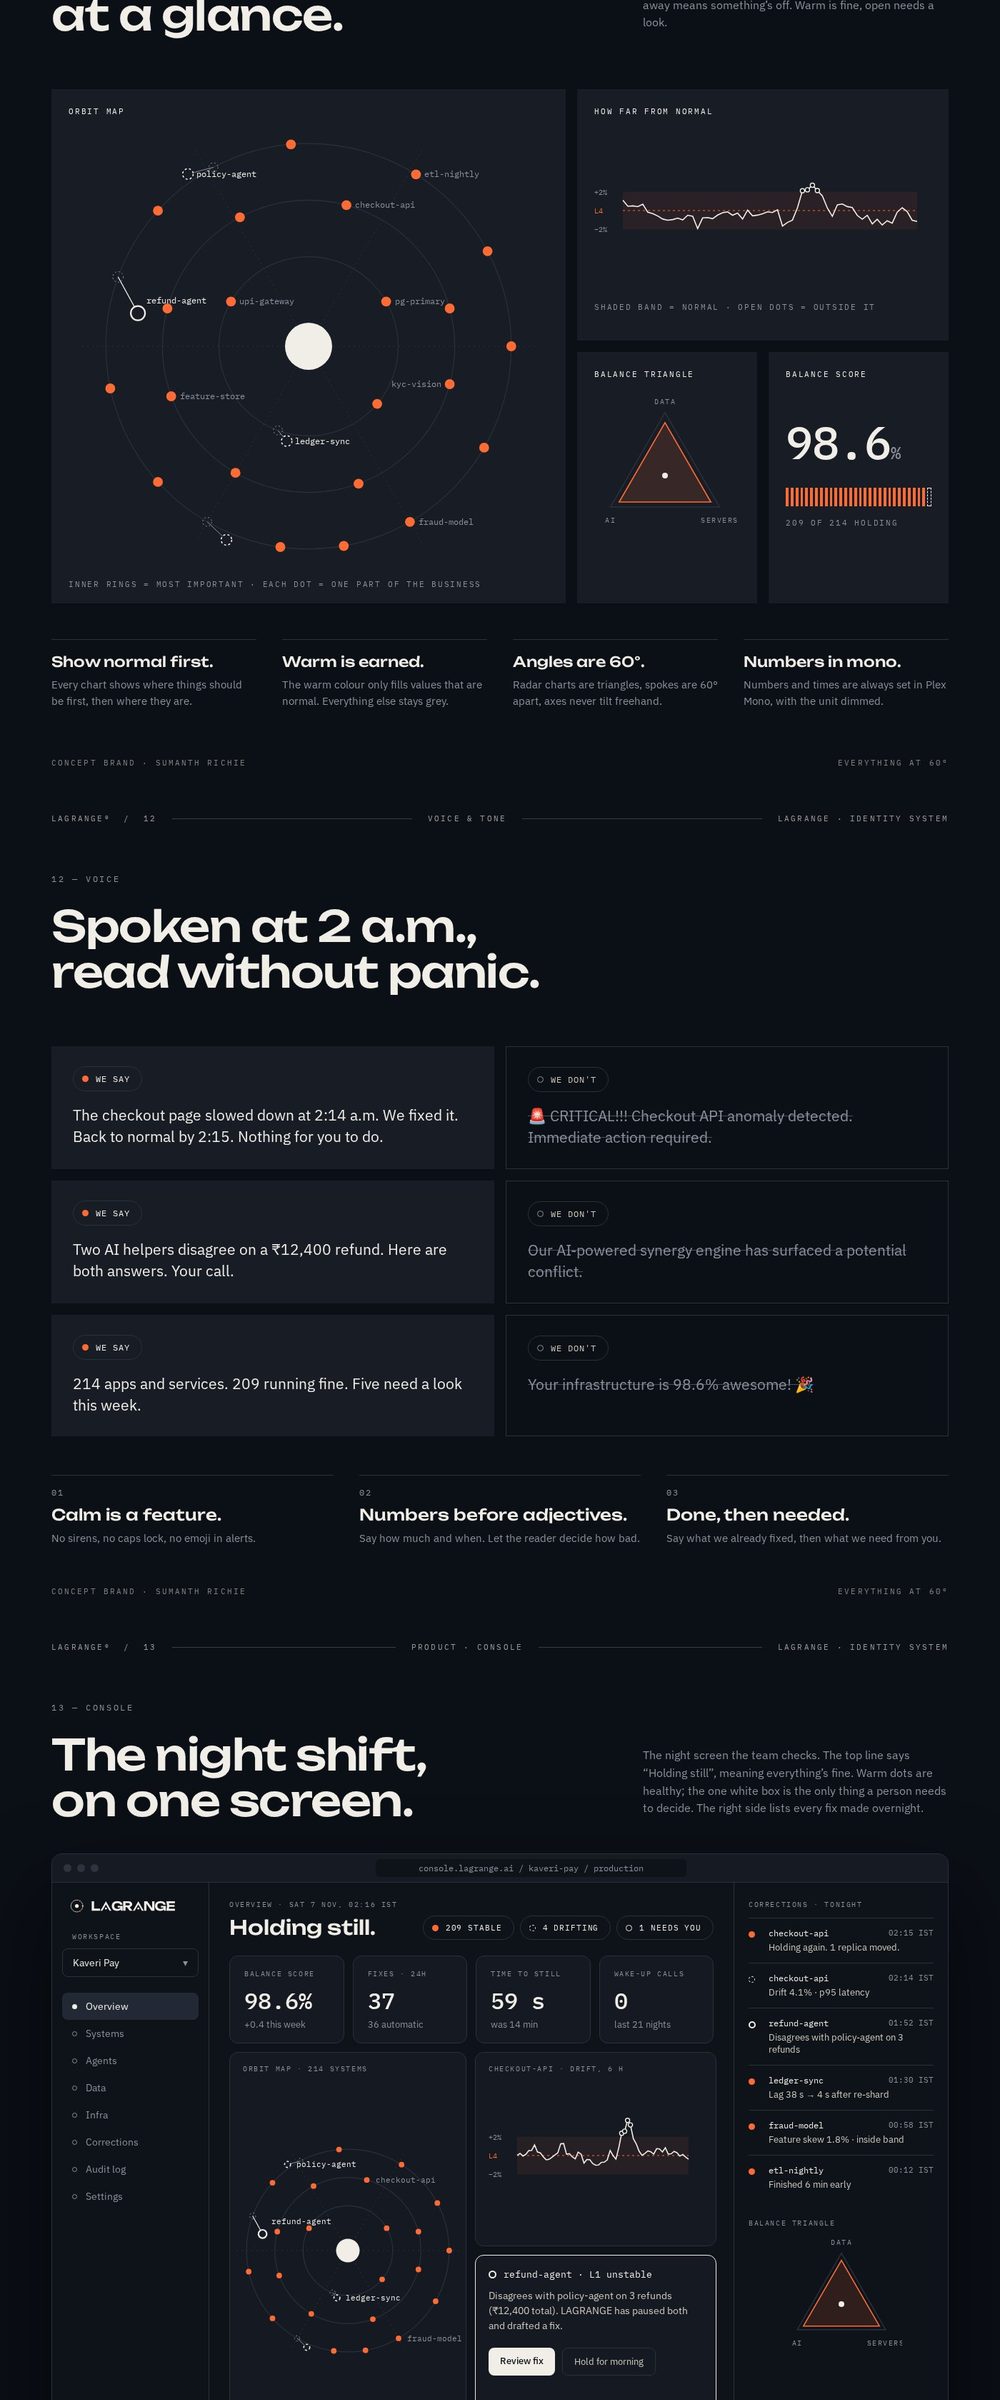 at a glance.
away means something's off. Warm is fine, open needs a
look.
ORBIT MAP
policy-agent
etl-nightly
checkout-api
refund-agent
upi-gateway
pg-primary
kyc-vision
feature-store
ledger-sync
fraud-model
INNER RINGS = MOST IMPORTANT · EACH DOT = ONE PART OF THE BUSINESS
HOW FAR FROM NORMAL
+2%
L4
−2%
SHADED BAND = NORMAL · OPEN DOTS = OUTSIDE IT
BALANCE TRIANGLE
DATA
AI
SERVERS
BALANCE SCORE
98.6%
209 OF 214 HOLDING
Show normal first.
Every chart shows where things should
be first, then where they are.
Warm is earned.
The warm colour only fills values that are
normal. Everything else stays grey.
Angles are 60°.
Radar charts are triangles, spokes are 60°
apart, axes never tilt freehand.
Numbers in mono.
Numbers and times are always set in Plex
Mono, with the unit dimmed.
CONCEPT BRAND · SUMANTH RICHIE
EVERYTHING AT 60°
LAGRANGE° / 12
VOICE & TONE
LAGRANGE · IDENTITY SYSTEM
12 — VOICE
Spoken at 2 a.m.,
read without panic.
WE SAY
The checkout page slowed down at 2:14 a.m. We fixed it.
Back to normal by 2:15. Nothing for you to do.
WE DON'T
🚨 CRITICAL!!! Checkout API anomaly detected.
Immediate action required.
WE SAY
Two AI helpers disagree on a ₹12,400 refund. Here are
both answers. Your call.
WE DON'T
Our AI-powered synergy engine has surfaced a potential
conflict.
WE SAY
214 apps and services. 209 running fine. Five need a look
this week.
WE DON'T
Your infrastructure is 98.6% awesome! 🎉
01
Calm is a feature.
No sirens, no caps lock, no emoji in alerts.
02
Numbers before adjectives.
Say how much and when. Let the reader decide how bad.
03
Done, then needed.
Say what we already fixed, then what we need from you.
CONCEPT BRAND · SUMANTH RICHIE
EVERYTHING AT 60°
LAGRANGE° / 13
PRODUCT · CONSOLE
LAGRANGE · IDENTITY SYSTEM
13 — CONSOLE
The night shift,
on one screen.
The night screen the team checks. The top line says
“Holding still”, meaning everything's fine. Warm dots are
healthy; the one white box is the only thing a person needs
to decide. The right side lists every fix made overnight.
console.lagrange.ai / kaveri-pay / production
LAGRANGE
WORKSPACE
Kaveri Pay
Overview
Systems
Agents
Data
Infra
Corrections
Audit log
Settings
OVERVIEW · SAT 7 NOV, 02:16 IST
Holding still.
209 STABLE
4 DRIFTING
1 NEEDS YOU
BALANCE SCORE
98.6%
+0.4 this week
FIXES · 24H
37
36 automatic
TIME TO STILL
59 s
was 14 min
WAKE-UP CALLS
0
last 21 nights
ORBIT MAP · 214 SYSTEMS
policy-agent
checkout-api
refund-agent
ledger-sync
fraud-model
CHECKOUT-API · DRIFT, 6 H
+2%
L4
−2%
refund-agent · L1 unstable
Disagrees with policy-agent on 3 refunds
(₹12,400 total). LAGRANGE has paused both
and drafted a fix.
Review fix
Hold for morning
CORRECTIONS · TONIGHT
checkout-api 02:15 IST
Holding again. 1 replica moved.
checkout-api 02:14 IST
Drift 4.1% · p95 latency
refund-agent 01:52 IST
Disagrees with policy-agent on 3
refunds
ledger-sync 01:30 IST
Lag 38 s → 4 s after re-shard
fraud-model 00:58 IST
Feature skew 1.8% · inside band
etl-nightly 00:12 IST
Finished 6 min early
BALANCE TRIANGLE
DATA
AI
SERVERS